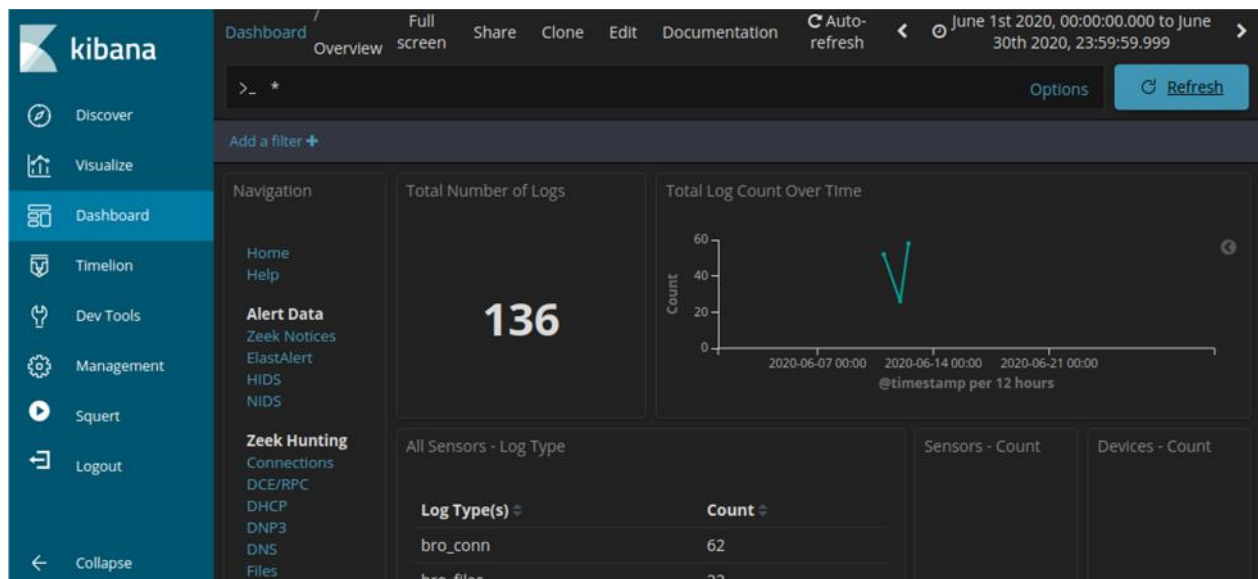 kibana
Discover
Visualize
Dashboard
Timelion
Dev Tools
Management
Squert
Logout
Collapse
Dashboard / Overview Full screen Share Clone Edit Documentation Auto-refresh June 1st 2020, 00:00:00.000 to June 30th 2020, 23:59:59.999
>_ * Options Refresh
Add a filter +
Navigation
Home
Help
Alert Data
Zeek Notices
ElastAlert
HIDS
NIDS
Zeek Hunting
Connections
DCE/RPC
DHCP
DNP3
DNS
Files
Total Number of Logs
136
Total Log Count Over TIme
Count
60
40
20
0
2020-06-07 00:00 2020-06-14 00:00 2020-06-21 00:00
@timestamp per 12 hours
All Sensors - Log Type
Log Type(s) Count
bro_conn 62
Sensors - Count
Devices - Count